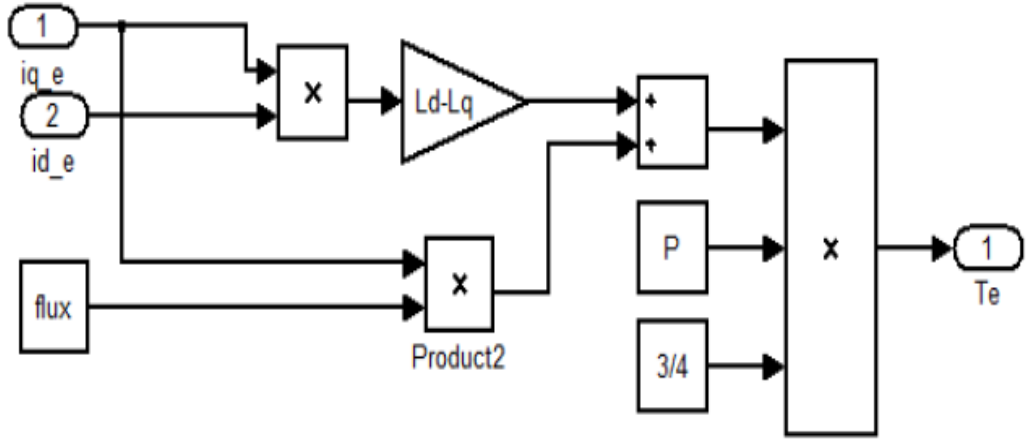 1
iq_e
2
id_e
x
Ld-Lq
+
+
flux
x
Product2
P
3/4
x
1
Te